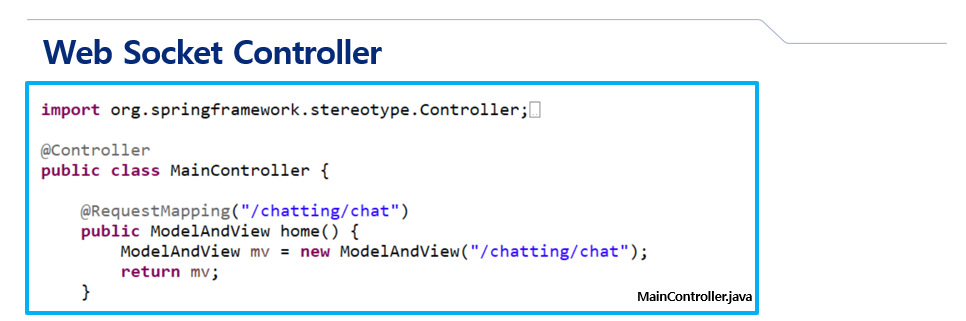 Web Socket Controller
import org.springframework.stereotype.Controller;
@Controller
public class MainController {
@RequestMapping("/chatting/chat")
public ModelAndView home() {
ModelAndView mv = new ModelAndView("/chatting/chat");
return mv;
}
MainController.java